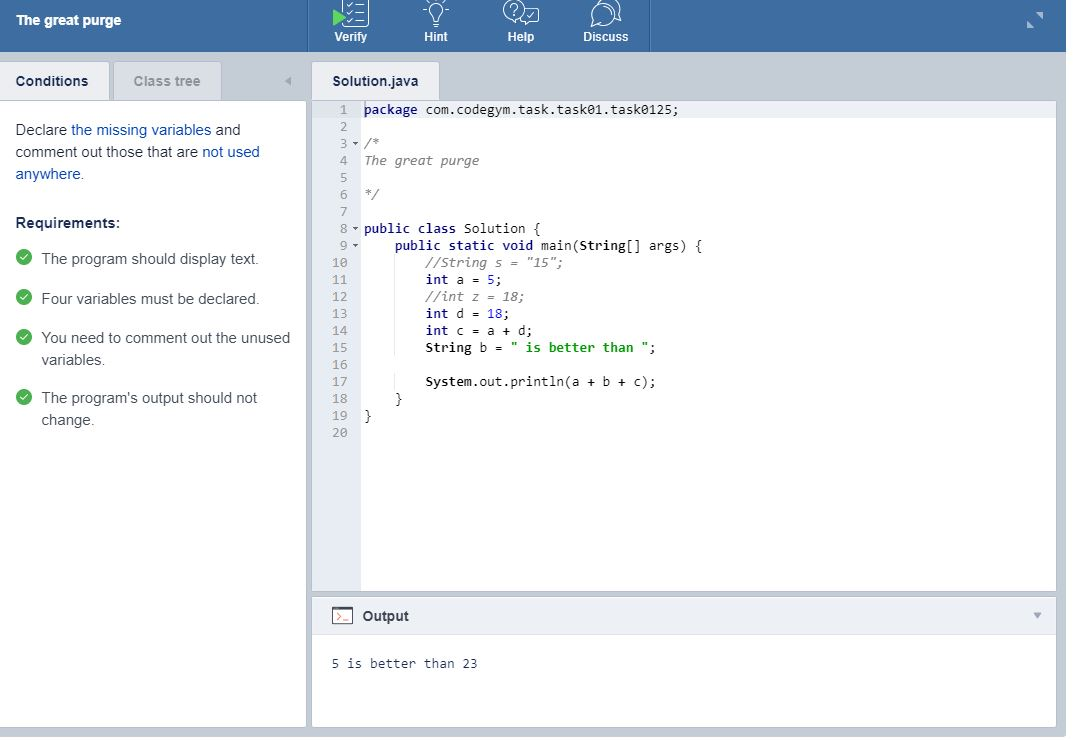 The great purge
Verify
Hint
Help
Discuss
Conditions
Class tree
Declare the missing variables and
comment out those that are not used
anywhere.
Requirements:
The program should display text.
Four variables must be declared.
You need to comment out the unused
variables.
The program's output should not
change.
Solution.java
1 package com.codegym.task.task01.task0125;
2
3 /*
4 The great purge
5
6 */
7
8 public class Solution {
9     public static void main(String[] args) {
10         //String s = "15";
11         int a = 5;
12         //int z = 18;
13         int d = 18;
14         int c = a + d;
15         String b = " is better than ";
16
17         System.out.println(a + b + c);
18     }
19 }
20
Output
5 is better than 23